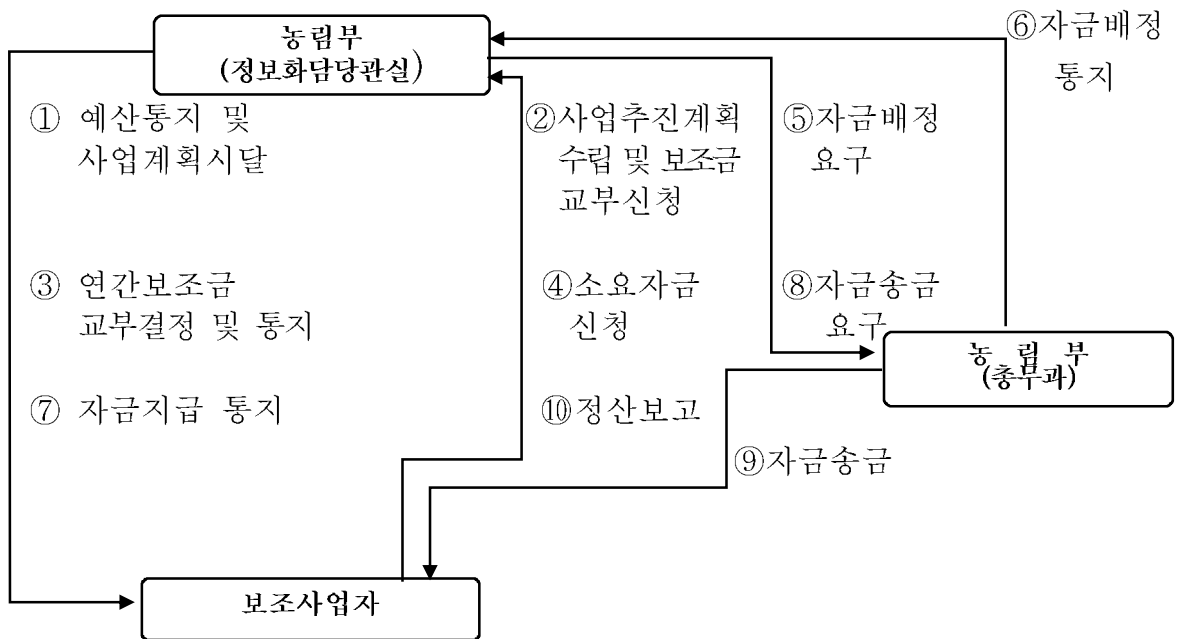 농림부
(정보화담당관실)
⑥자금배정
통지
① 예산통지 및
사업계획시달
②사업추진계획
수립 및 보조금
교부신청
⑤자금배정
요구
③ 연간보조금
교부결정 및 통지
④소요자금
신청
⑧자금송금
요구
농 림 부
(총무과)
⑦ 자금지급 통지
⑩정산보고
⑨자금송금
보조사업자